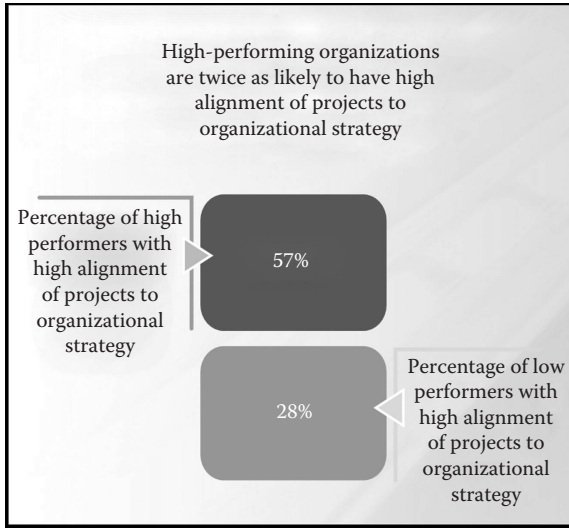 High-performing organizations
are twice as likely to have high
alignment of projects to
organizational strategy
Percentage of high
performers with
high alignment
of projects to
organizational
strategy
57%
28%
Percentage of low
performers with
high alignment
of projects to
organizational
strategy